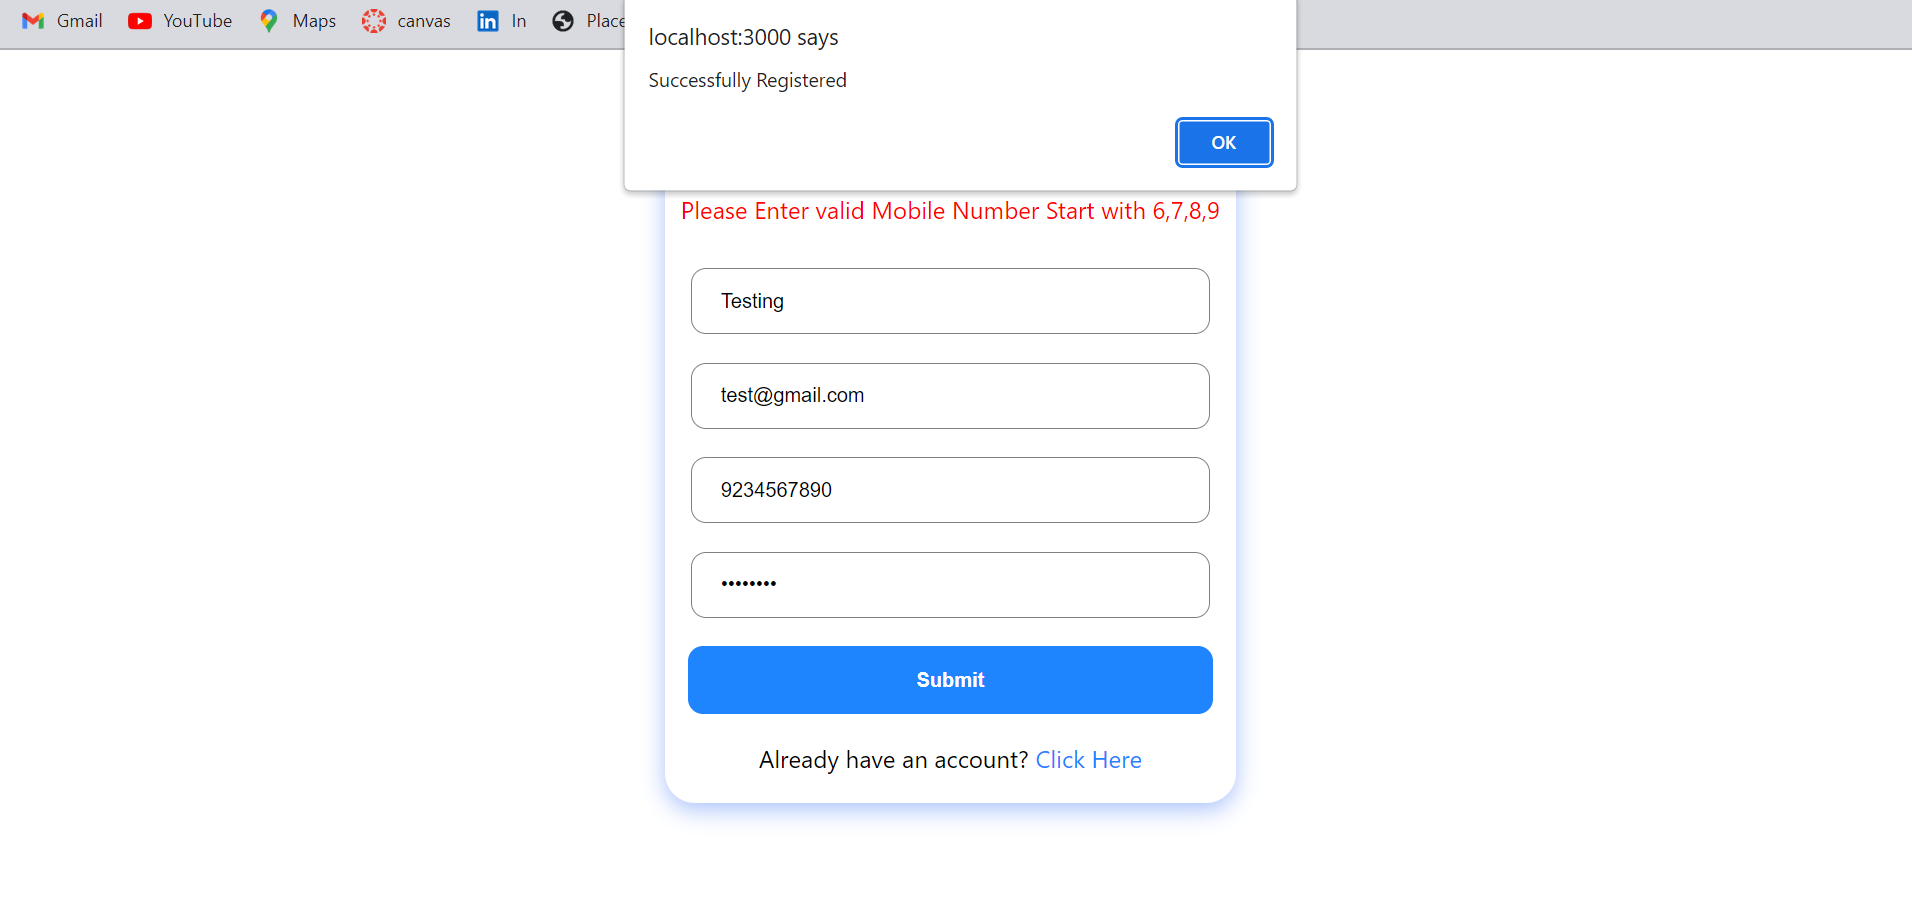 Gmail YouTube Maps canvas In Place
localhost:3000 says
Successfully Registered
OK
Please Enter valid Mobile Number Start with 6,7,8,9
Testing
test@gmail.com
9234567890
••••••••
Submit
Already have an account? Click Here